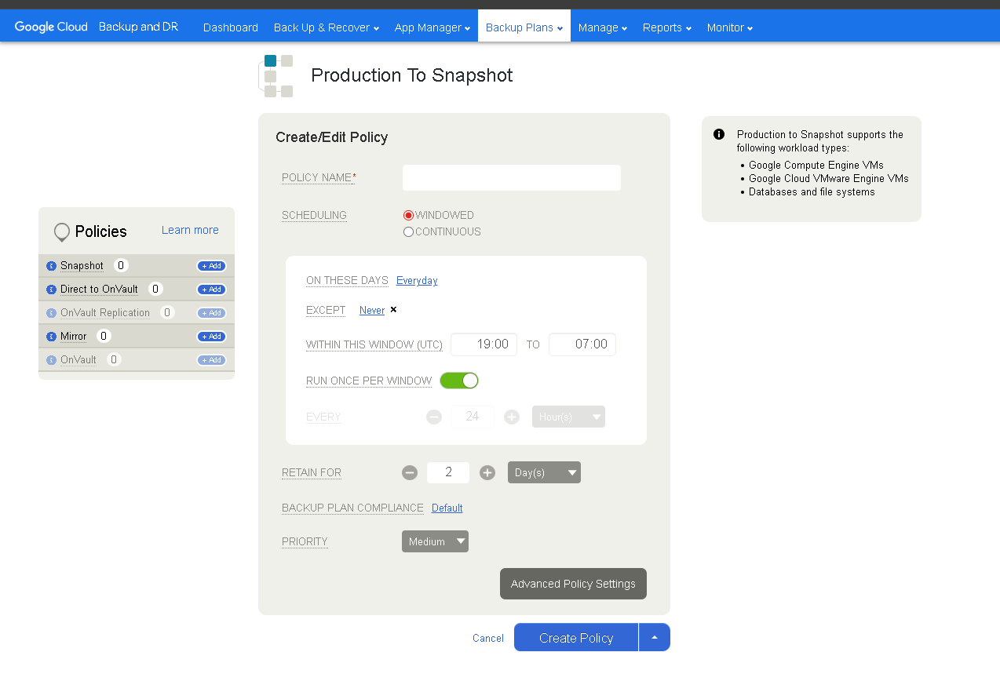 Google Cloud Backup and DR Dashboard Back Up & Recover App Manager Backup Plans Manage Reports Monitor
Production To Snapshot
Create/Edit Policy
POLICY NAME*
SCHEDULING WINDOWED
CONTINUOUS
ON THESE DAYS Everyday
EXCEPT Never ×
WITHIN THIS WINDOW (UTC) 19:00 TO 07:00
RUN ONCE PER WINDOW
EVERY 24 Hour(s)
RETAIN FOR 2 Day(s)
BACKUP PLAN COMPLIANCE Default
PRIORITY Medium
Advanced Policy Settings
Cancel Create Policy
Policies Learn more
Snapshot 0 + Add
Direct to OnVault 0 + Add
OnVault Replication 0 + Add
Mirror 0 + Add
OnVault 0 + Add
Production to Snapshot supports the
following workload types:
• Google Compute Engine VMs
• Google Cloud VMware Engine VMs
• Databases and file systems